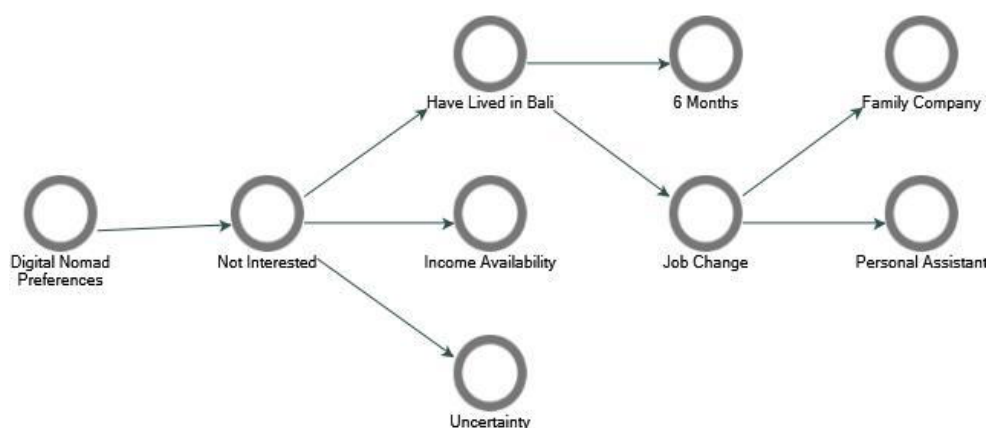 Have Lived in Bali
6 Months
Family Company
Digital Nomad
Preferences
Not Interested
Income Availability
Job Change
Personal Assistant
Uncertainty